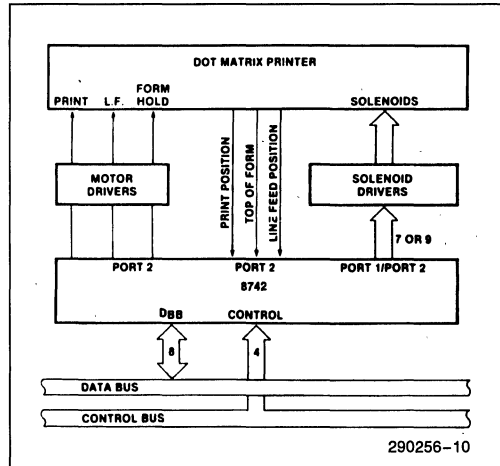 DOT MATRIX PRINTER
PRINT L.F. FORM HOLD
SOLENOIDS
MOTOR DRIVERS
PRINT POSITION
TOP OF FORM
LINE FEED POSITION
SOLENOID DRIVERS
7 OR 9
PORT 2
PORT 2
PORT 1/PORT 2
8742
DBB
CONTROL
8
4
DATA BUS
CONTROL BUS
290256-10